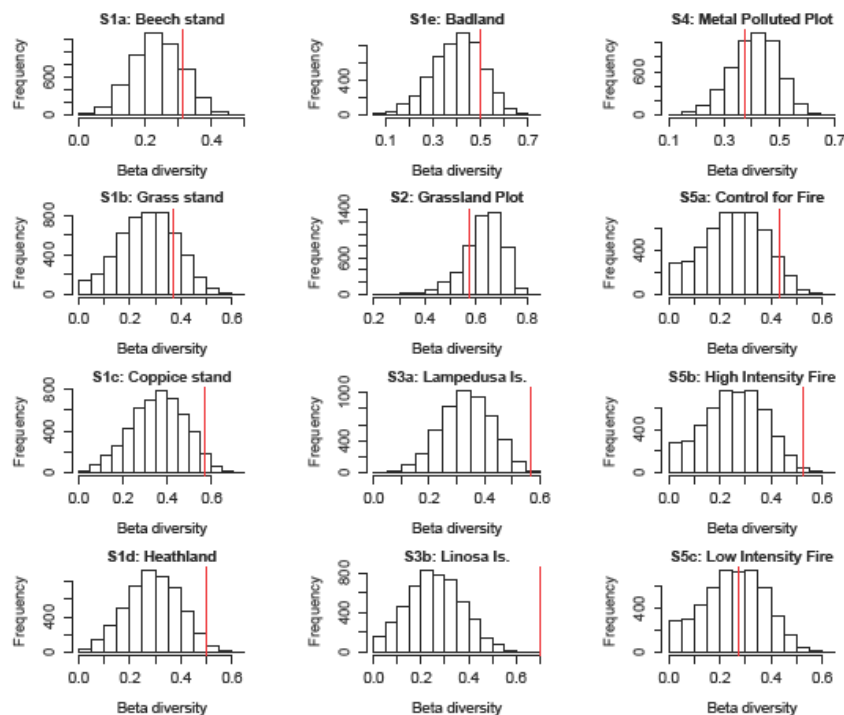 S1a: Beech stand
Frequency
0 600
0.0 0.2 0.4
Beta diversity
S1e: Badland
Frequency
0 400
0.1 0.3 0.5 0.7
Beta diversity
S4: Metal Polluted Plot
Frequency
0 600
0.1 0.3 0.5 0.7
Beta diversity
S1b: Grass stand
Frequency
0 400 800
0.0 0.2 0.4 0.6
Beta diversity
S2: Grassland Plot
Frequency
0 600 1400
0.2 0.4 0.6 0.8
Beta diversity
S5a: Control for Fire
Frequency
0 400
0.0 0.2 0.4 0.6
Beta diversity
S1c: Coppice stand
Frequency
0 400 800
0.0 0.2 0.4 0.6
Beta diversity
S3a: Lampedusa Is.
Frequency
0 400 1000
0.0 0.2 0.4 0.6
Beta diversity
S5b: High Intensity Fire
Frequency
0 400
0.0 0.2 0.4 0.6
Beta diversity
S1d: Heathland
Frequency
0 400
0.0 0.2 0.4 0.6
Beta diversity
S3b: Linosa Is.
Frequency
0 400 800
0.0 0.2 0.4 0.6
Beta diversity
S5c: Low Intensity Fire
Frequency
0 400
0.0 0.2 0.4 0.6
Beta diversity